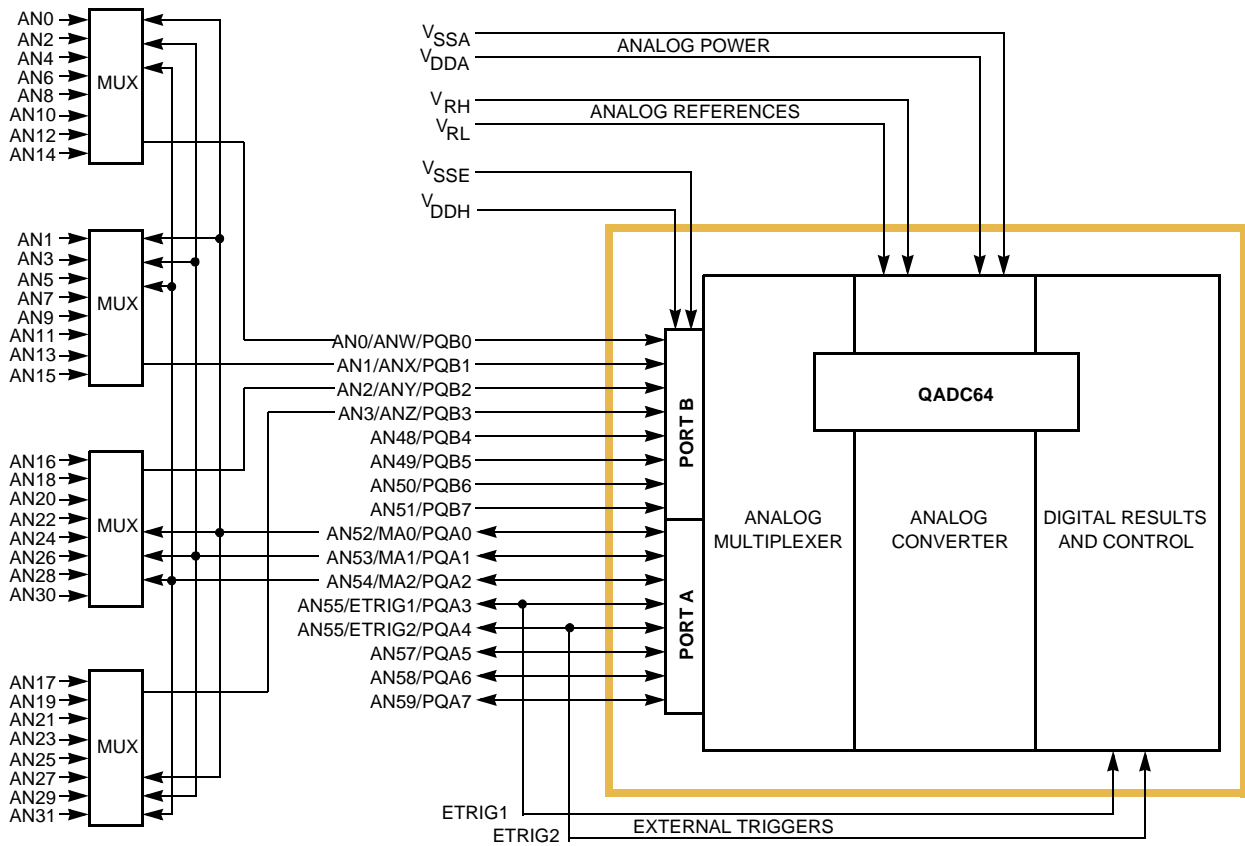 AN0
AN2
AN4
AN6
AN8
AN10
AN12
AN14
MUX
AN1
AN3
AN5
AN7
AN9
AN11
AN13
AN15
MUX
AN16
AN18
AN20
AN22
AN24
AN26
AN28
AN30
MUX
AN17
AN19
AN21
AN23
AN25
AN27
AN29
AN31
MUX
VSSA
VDDA
ANALOG POWER
VRH
VRL
ANALOG REFERENCES
VSSE
VDDH
AN0/ANW/PQB0
AN1/ANX/PQB1
AN2/ANY/PQB2
AN3/ANZ/PQB3
AN48/PQB4
AN49/PQB5
AN50/PQB6
AN51/PQB7
AN52/MA0/PQA0
AN53/MA1/PQA1
AN54/MA2/PQA2
AN55/ETRIG1/PQA3
AN55/ETRIG2/PQA4
AN57/PQA5
AN58/PQA6
AN59/PQA7
PORT B
PORT A
QADC64
ANALOG
MULTIPLEXER
ANALOG
CONVERTER
DIGITAL RESULTS
AND CONTROL
ETRIG1
ETRIG2
EXTERNAL TRIGGERS